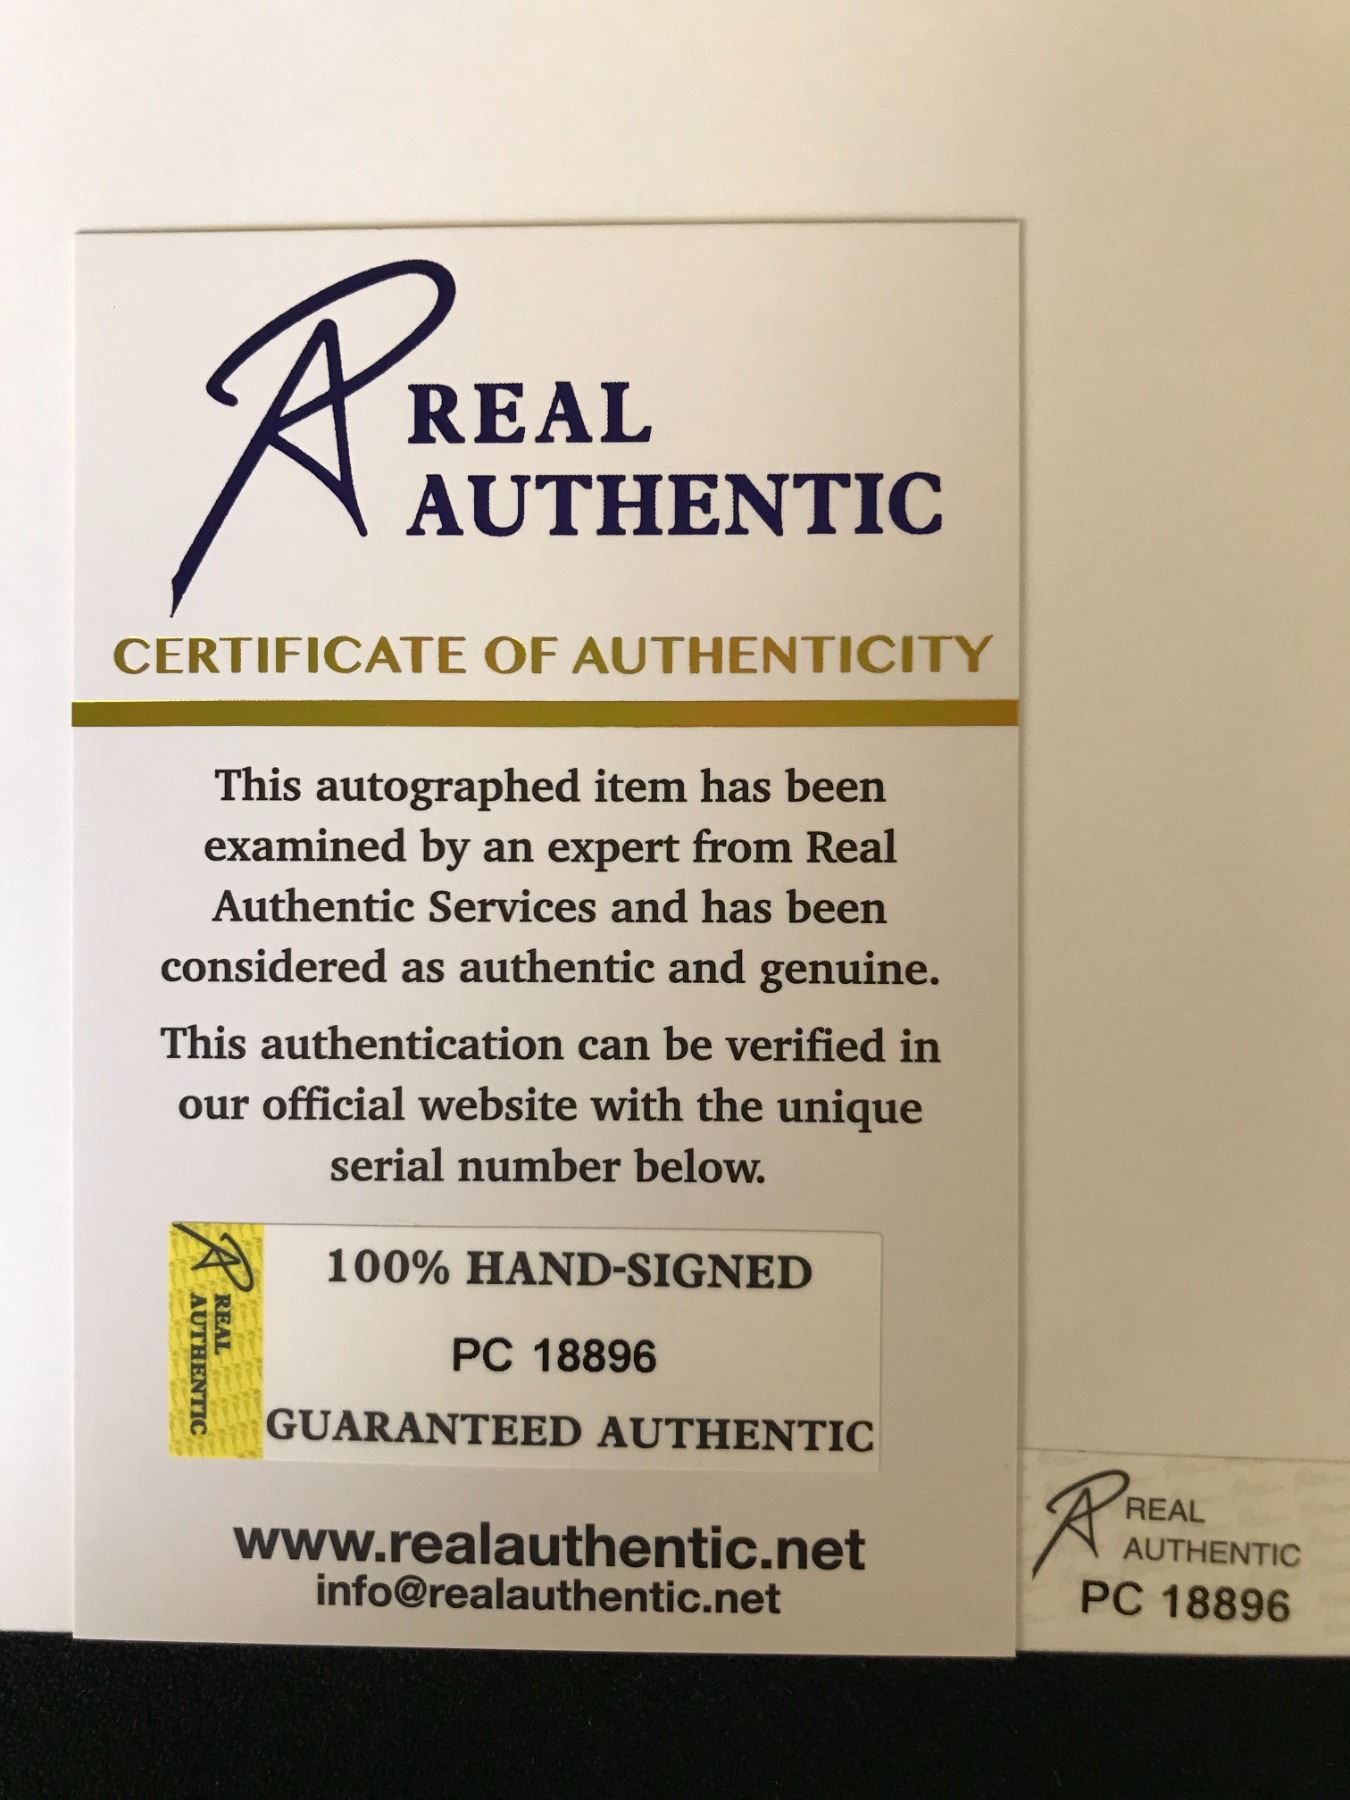 REAL
AUTHENTIC
CERTIFICATE OF AUTHENTICITY
This autographed item has been
examined by an expert from Real
Authentic Services and has been
considered as authentic and genuine.
This authentication can be verified in
our official website with the unique
serial number below.
REAL
AUTHENTIC
100% HAND-SIGNED
PC 18896
GUARANTEED AUTHENTIC
www.realauthentic.net
info@realauthentic.net
REAL
AUTHENTIC
PC 18896